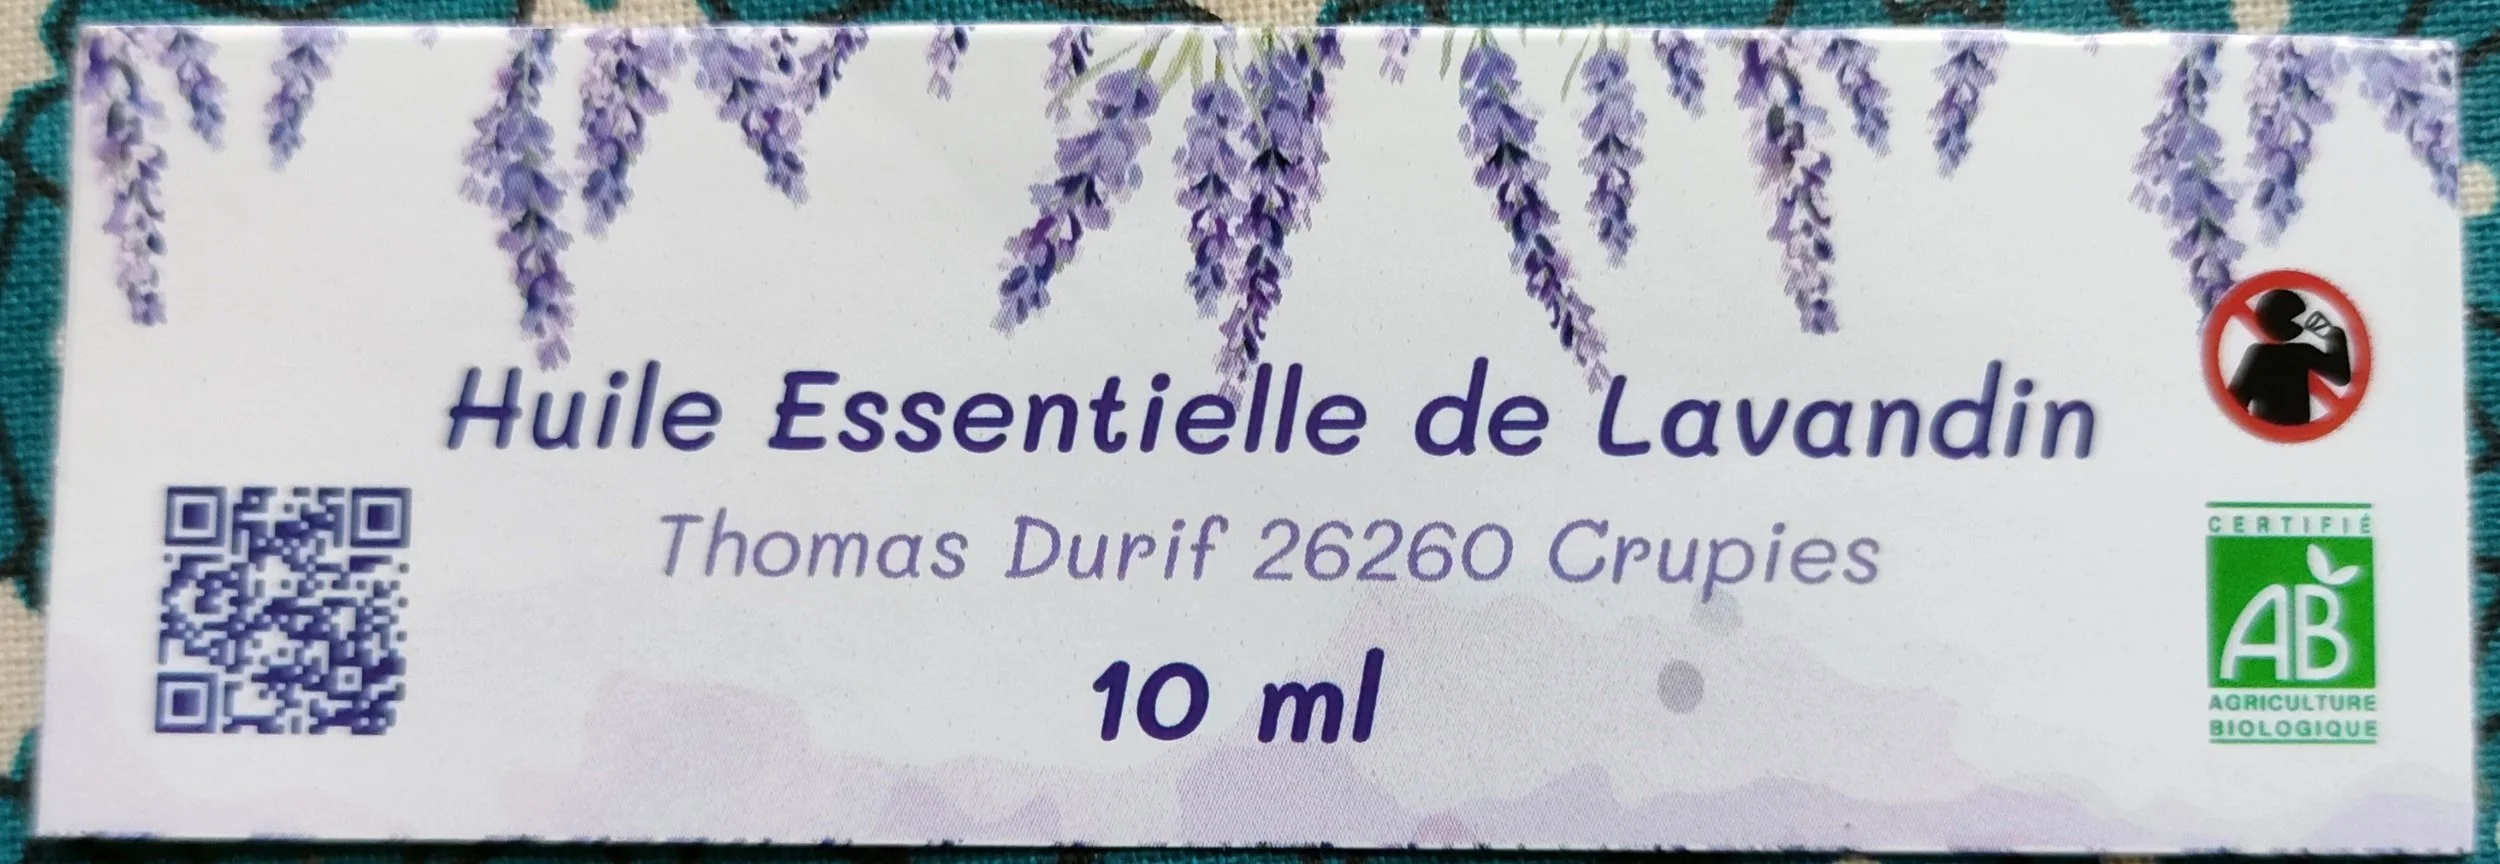 Huile Essentielle de Lavandin
Thomas Durif 26260 Crupies
10 ml
CERTIFIÉ
AB
AGRICULTURE
BIOLOGIQUE